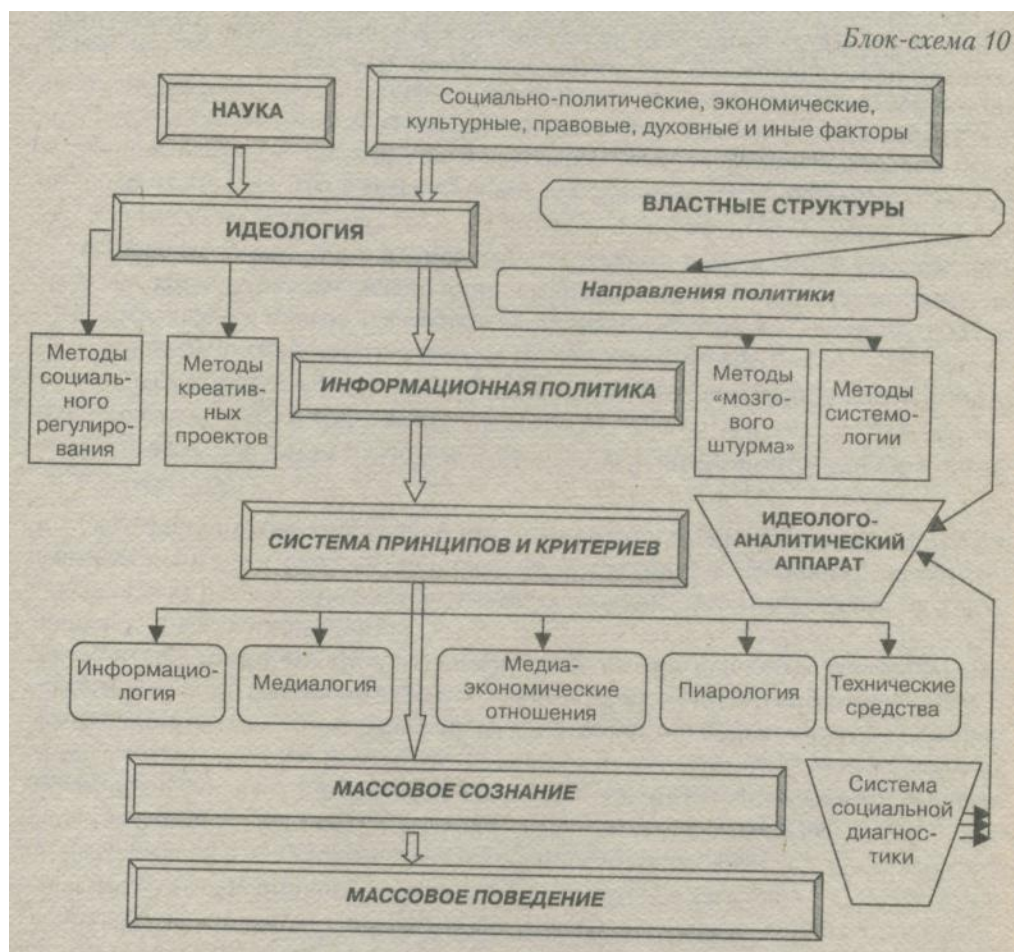 Блок-схема 10
НАУКА
Социально-политические, экономические,
культурные, правовые, духовные и иные факторы
ВЛАСТНЫЕ СТРУКТУРЫ
ИДЕОЛОГИЯ
Направления политики
Методы
социаль-
ного
регулиро-
вания
Методы
креатив-
ных
проектов
ИНФОРМАЦИОННАЯ ПОЛИТИКА
Методы
«мозго-
вого
штурма»
Методы
системо-
логии
СИСТЕМА ПРИНЦИПОВ И КРИТЕРИЕВ
ИДЕОЛОГО-
АНАЛИТИЧЕСКИЙ
АППАРАТ
Информацио-
логия
Медиалогия
Медиа-
экономические
отношения
Пиарология
Технические
средства
МАССОВОЕ СОЗНАНИЕ
Система
социальной
диагнос-
тики
МАССОВОЕ ПОВЕДЕНИЕ